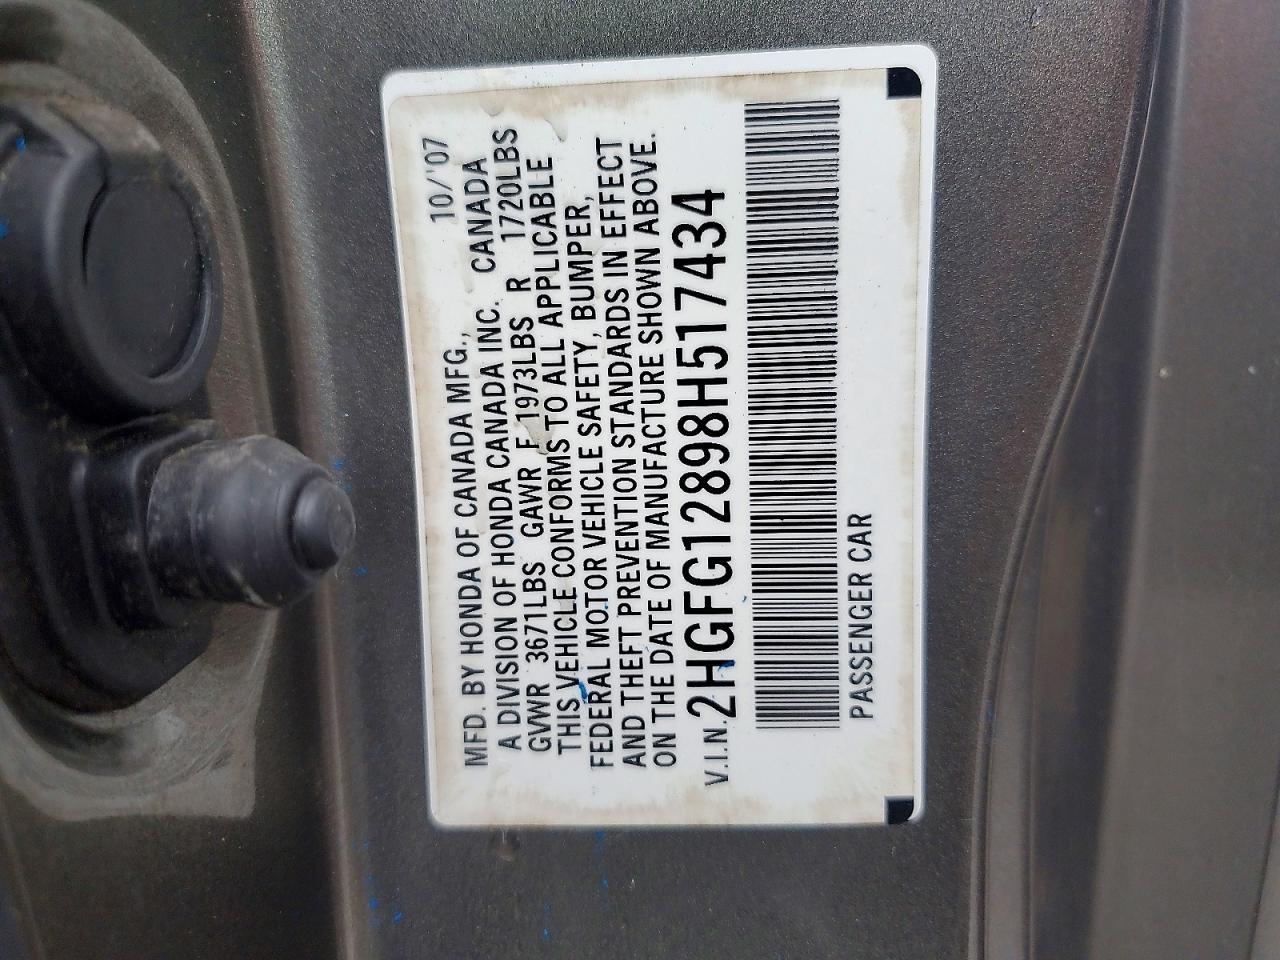 MFD. BY HONDA OF CANADA MFG., 10/'07
A DIVISION OF HONDA CANADA INC. CANADA
GVWR 3671LBS GAWR F 1973LBS R 1720LBS
THIS VEHICLE CONFORMS TO ALL APPLICABLE
FEDERAL MOTOR VEHICLE SAFETY, BUMPER,
AND THEFT PREVENTION STANDARDS IN EFFECT
ON THE DATE OF MANUFACTURE SHOWN ABOVE.
V.I.N. 2HGFG12898H517434
PASSENGER CAR